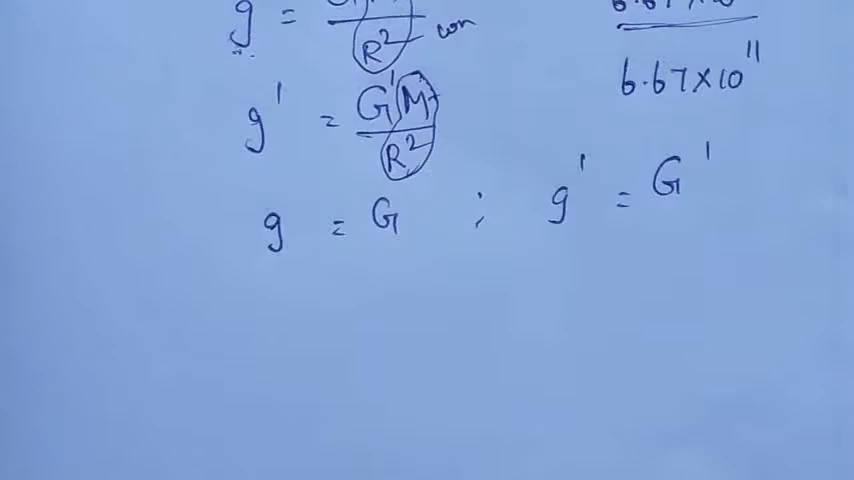 g = R² con
6.67×10¹¹
g' = G'M / R²
g = G ; g' = G'